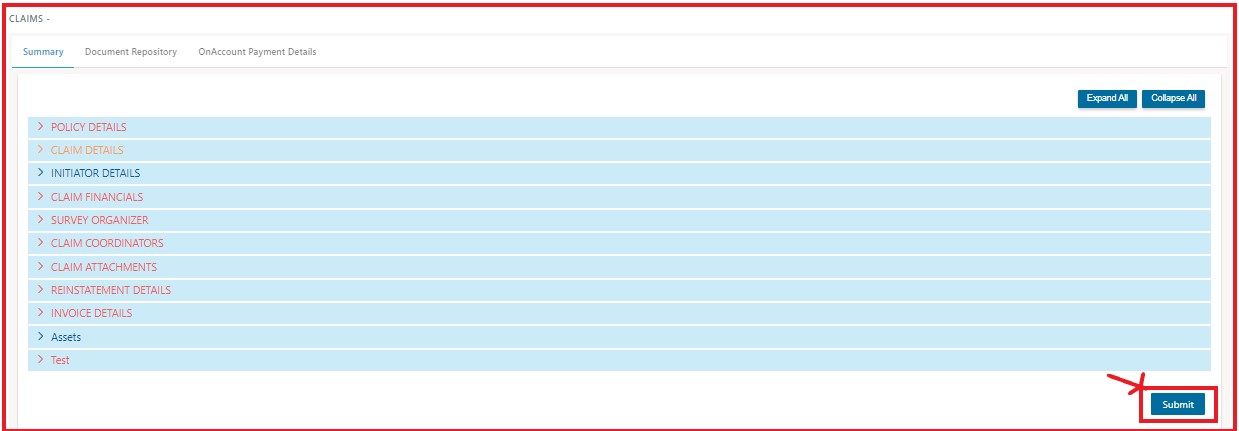 CLAIMS -
Summary Document Repository OnAccount Payment Details
Expand All Collapse All
POLICY DETAILS
CLAIM DETAILS
INITIATOR DETAILS
CLAIM FINANCIALS
SURVEY ORGANIZER
CLAIM COORDINATORS
CLAIM ATTACHMENTS
REINSTATEMENT DETAILS
INVOICE DETAILS
Assets
Test
Submit